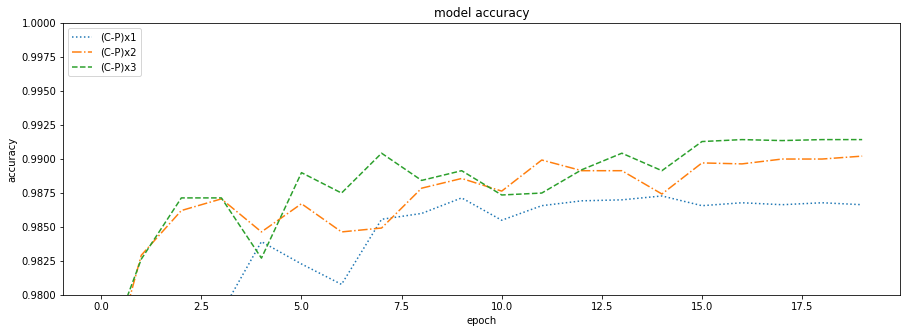 model accuracy
1.0000
0.9975
0.9950
0.9925
0.9900
0.9875
0.9850
0.9825
0.9800
accuracy
(C-P)x1
(C-P)x2
(C-P)x3
0.0 2.5 5.0 7.5 10.0 12.5 15.0 17.5
epoch